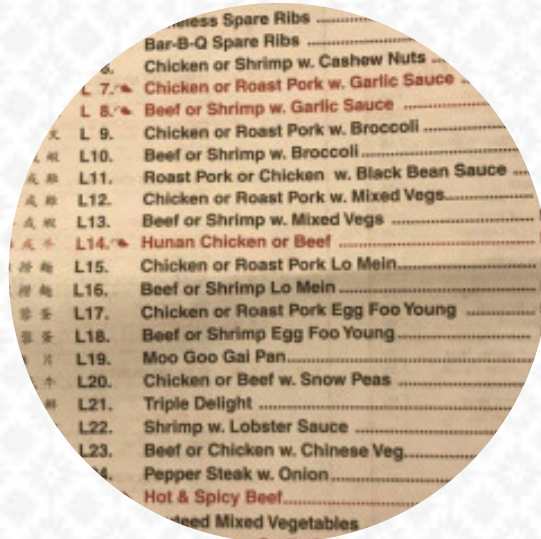 Spare Ribs
Bar-B-Q Spare Ribs
Chicken or Shrimp w. Cashew Nuts
L 7. Chicken or Roast Pork w. Garlic Sauce
L 8. Beef or Shrimp w. Garlic Sauce
L 9. Chicken or Roast Pork w. Broccoli
L10. Beef or Shrimp w. Broccoli
L11. Roast Pork or Chicken w. Black Bean Sauce
L12. Chicken or Roast Pork w. Mixed Vegs
L13. Beef or Shrimp w. Mixed Vegs
L14. Hunan Chicken or Beef
L15. Chicken or Roast Pork Lo Mein
L16. Beef or Shrimp Lo Mein
L17. Chicken or Roast Pork Egg Foo Young
L18. Beef or Shrimp Egg Foo Young
片 L19. Moo Goo Gai Pan
牛 L20. Chicken or Beef w. Snow Peas
L21. Triple Delight
L22. Shrimp w. Lobster Sauce
L23. Beef or Chicken w. Chinese Veg.
Pepper Steak w. Onion
Hot & Spicy Beef
Mixed Vegetables